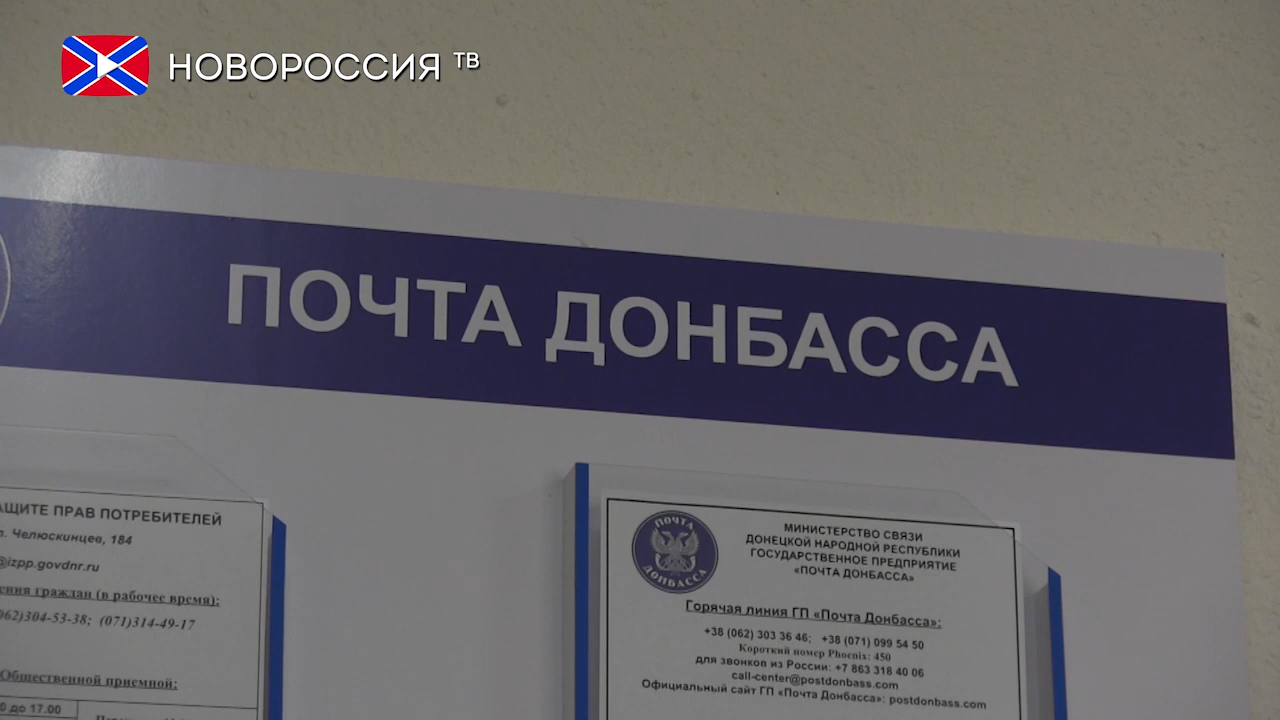 НОВОРОССИЯ ТВ
ПОЧТА ДОНБАССА
ПРАВ ПОТРЕБИТЕЛЕЙ
Челюскинцев, 184
@izpp.govdnr.ru
граждан (в рабочее время):
062)304-53-38; (071)314-49-17
Общественной приемной:
до 17.00
ПОЧТА
ДОНБАССА
МИНИСТЕРСТВО СВЯЗИ
ДОНЕЦКОЙ НАРОДНОЙ РЕСПУБЛИКИ
ГОСУДАРСТВЕННОЕ ПРЕДПРИЯТИЕ
«ПОЧТА ДОНБАССА»
Горячая линия ГП «Почта Донбасса»:
+38 (062) 303 36 46; +38 (071) 099 54 50
Короткий номер Phoenix: 450
для звонков из России: +7 863 318 40 06
call-center@postdonbass.com
Официальный сайт ГП «Почта Донбасса»: postdonbass.com